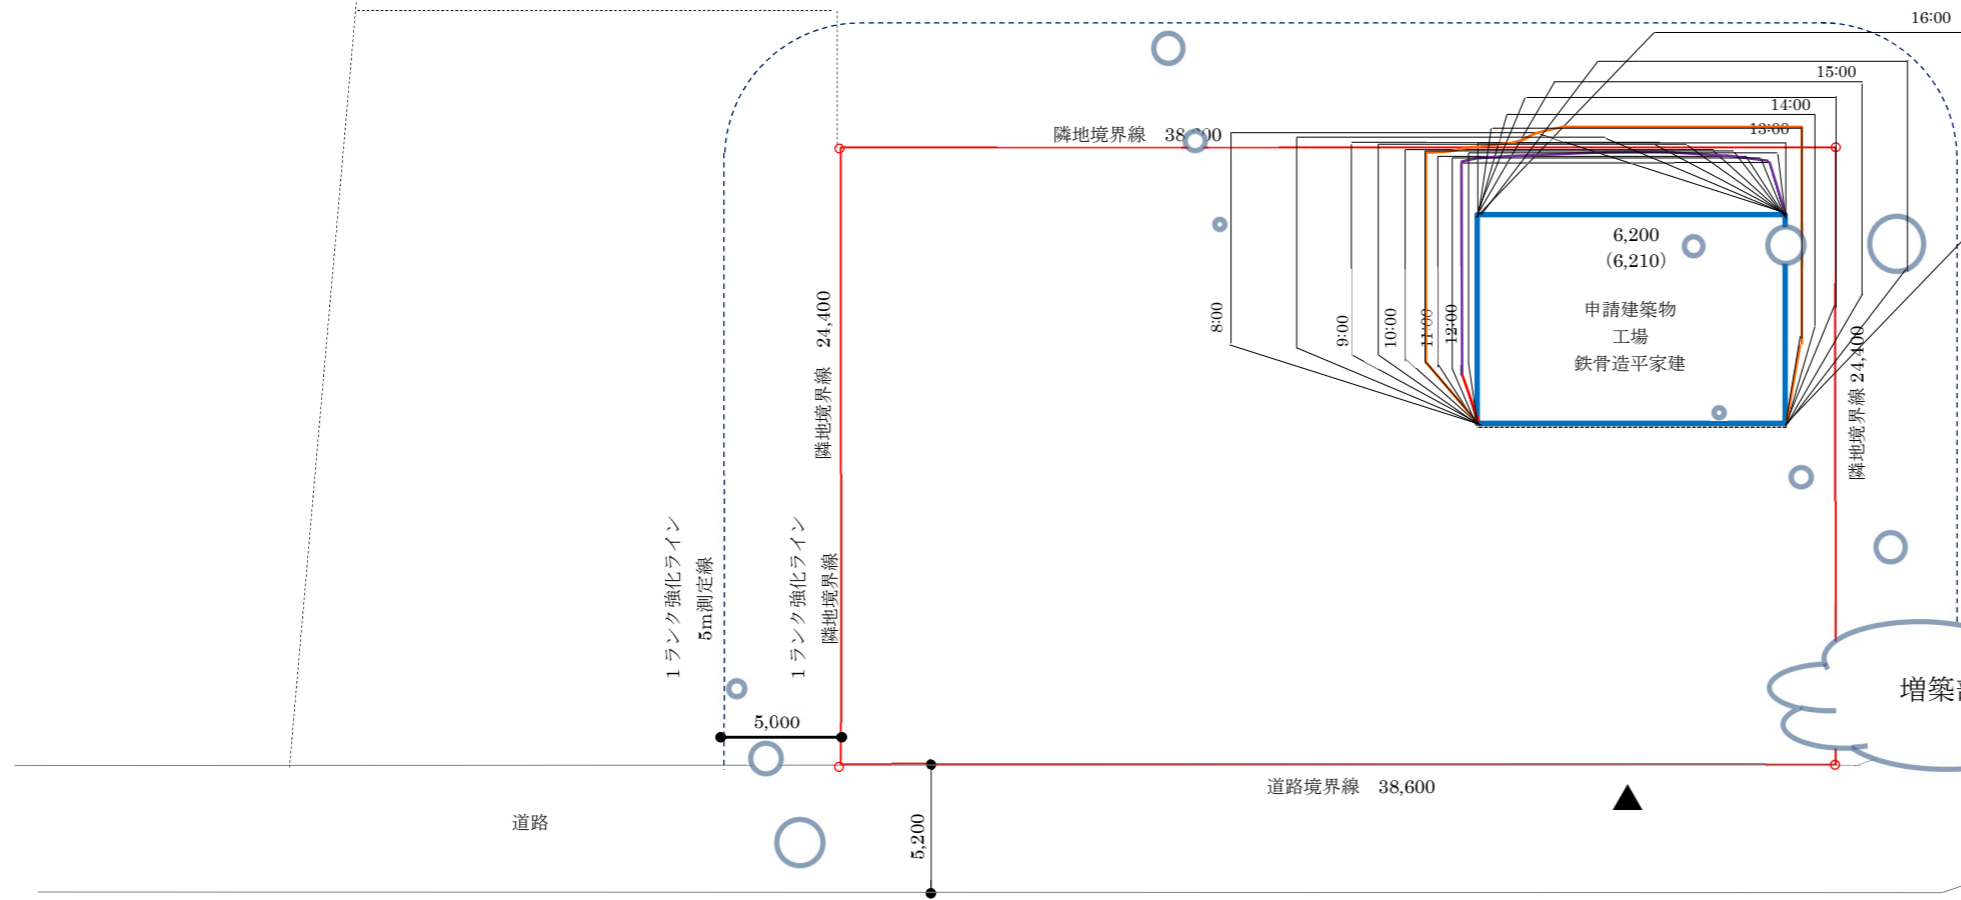 16:00
15:00
14:00
13:00
隣地境界線　38,600
6,200
（6,210）
申請建築物
工場
鉄骨造平家建
8:00
9:00
10:00
11:00
12:00
隣地境界線　24,400
隣地境界線 24,400
１ランク強化ライン
5m測定線
１ランク強化ライン
隣地境界線
5,000
増築
道路境界線　38,600
道路
5,200